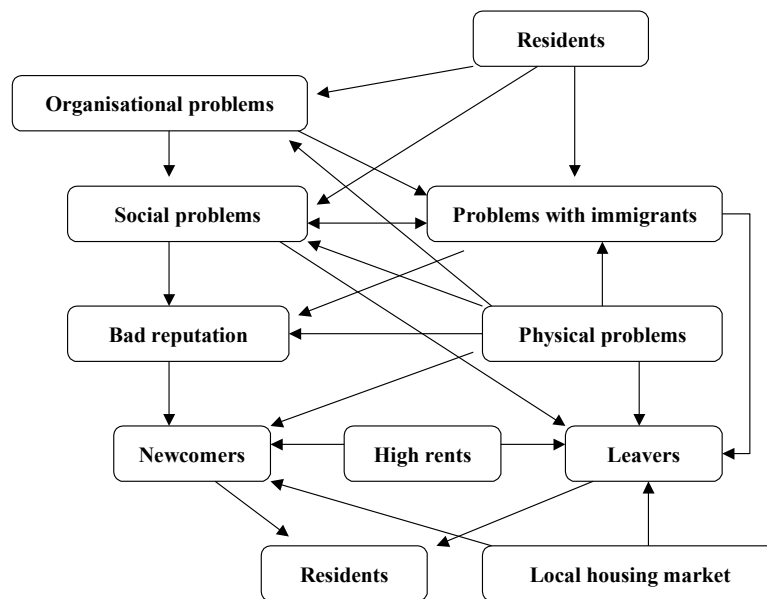 Residents
Organisational problems
Social problems
Problems with immigrants
Bad reputation
Physical problems
Newcomers
High rents
Leavers
Residents
Local housing market